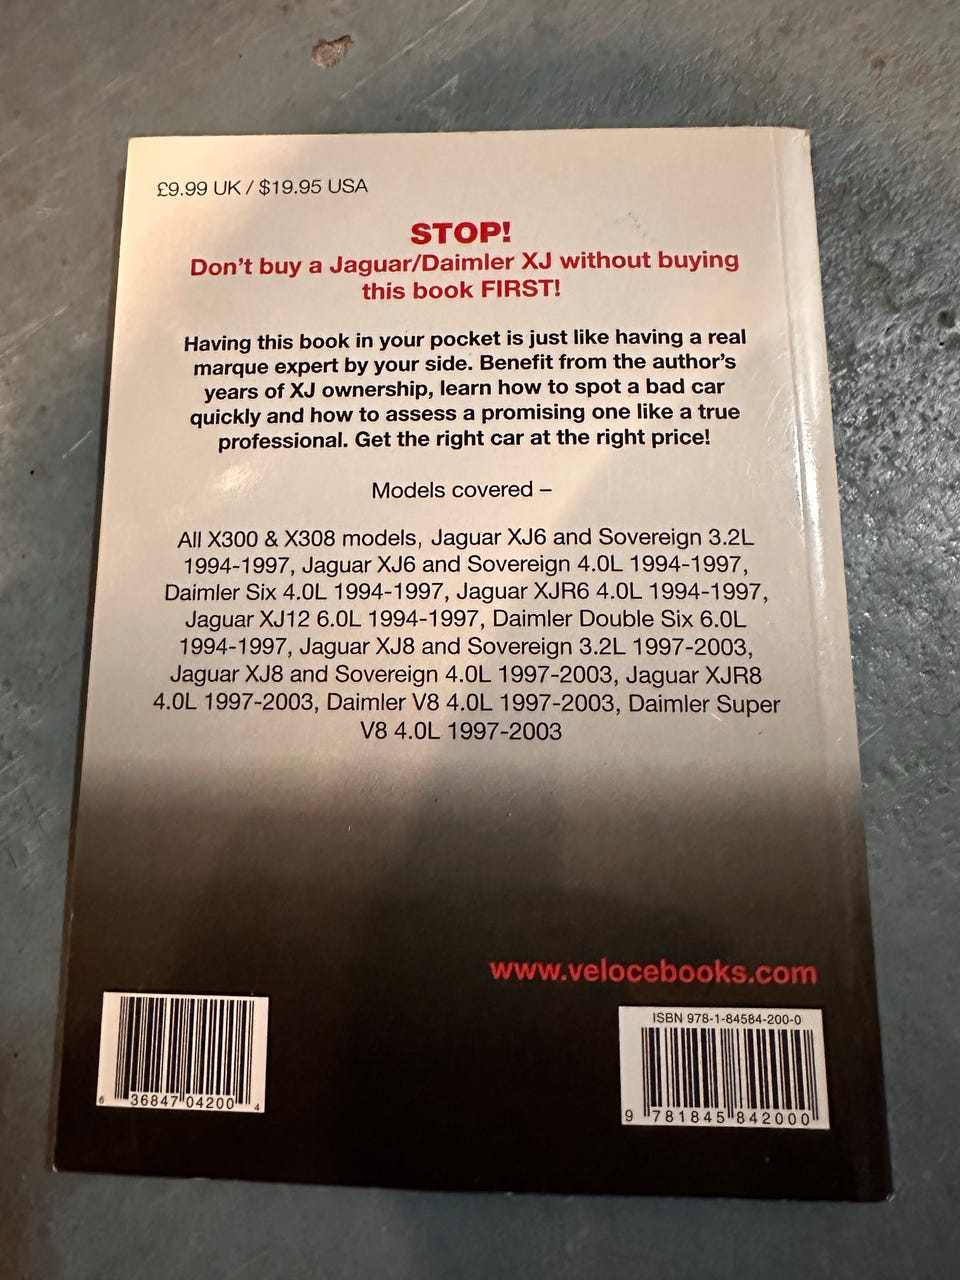 £9.99 UK / $19.95 USA
STOP!
Don't buy a Jaguar/Daimler XJ without buying
this book FIRST!
Having this book in your pocket is just like having a real
marque expert by your side. Benefit from the author's
years of XJ ownership, learn how to spot a bad car
quickly and how to assess a promising one like a true
professional. Get the right car at the right price!
Models covered –
All X300 & X308 models, Jaguar XJ6 and Sovereign 3.2L
1994-1997, Jaguar XJ6 and Sovereign 4.0L 1994-1997,
Daimler Six 4.0L 1994-1997, Jaguar XJR6 4.0L 1994-1997,
Jaguar XJ12 6.0L 1994-1997, Daimler Double Six 6.0L
1994-1997, Jaguar XJ8 and Sovereign 3.2L 1997-2003,
Jaguar XJ8 and Sovereign 4.0L 1997-2003, Jaguar XJR8
4.0L 1997-2003, Daimler V8 4.0L 1997-2003, Daimler Super
V8 4.0L 1997-2003
www.velocebooks.com
6 36847 04200 4
ISBN 978-1-84584-200-0
9 781845 842000